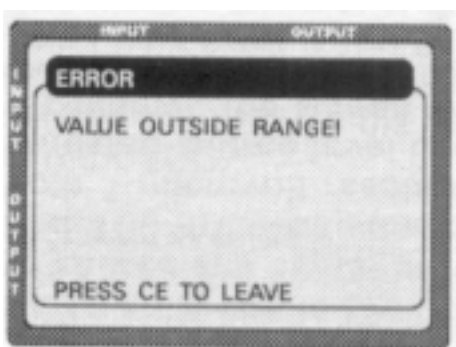 INPUT OUTPUT
INPUT
OUTPUT
ERROR
VALUE OUTSIDE RANGE!
PRESS CE TO LEAVE